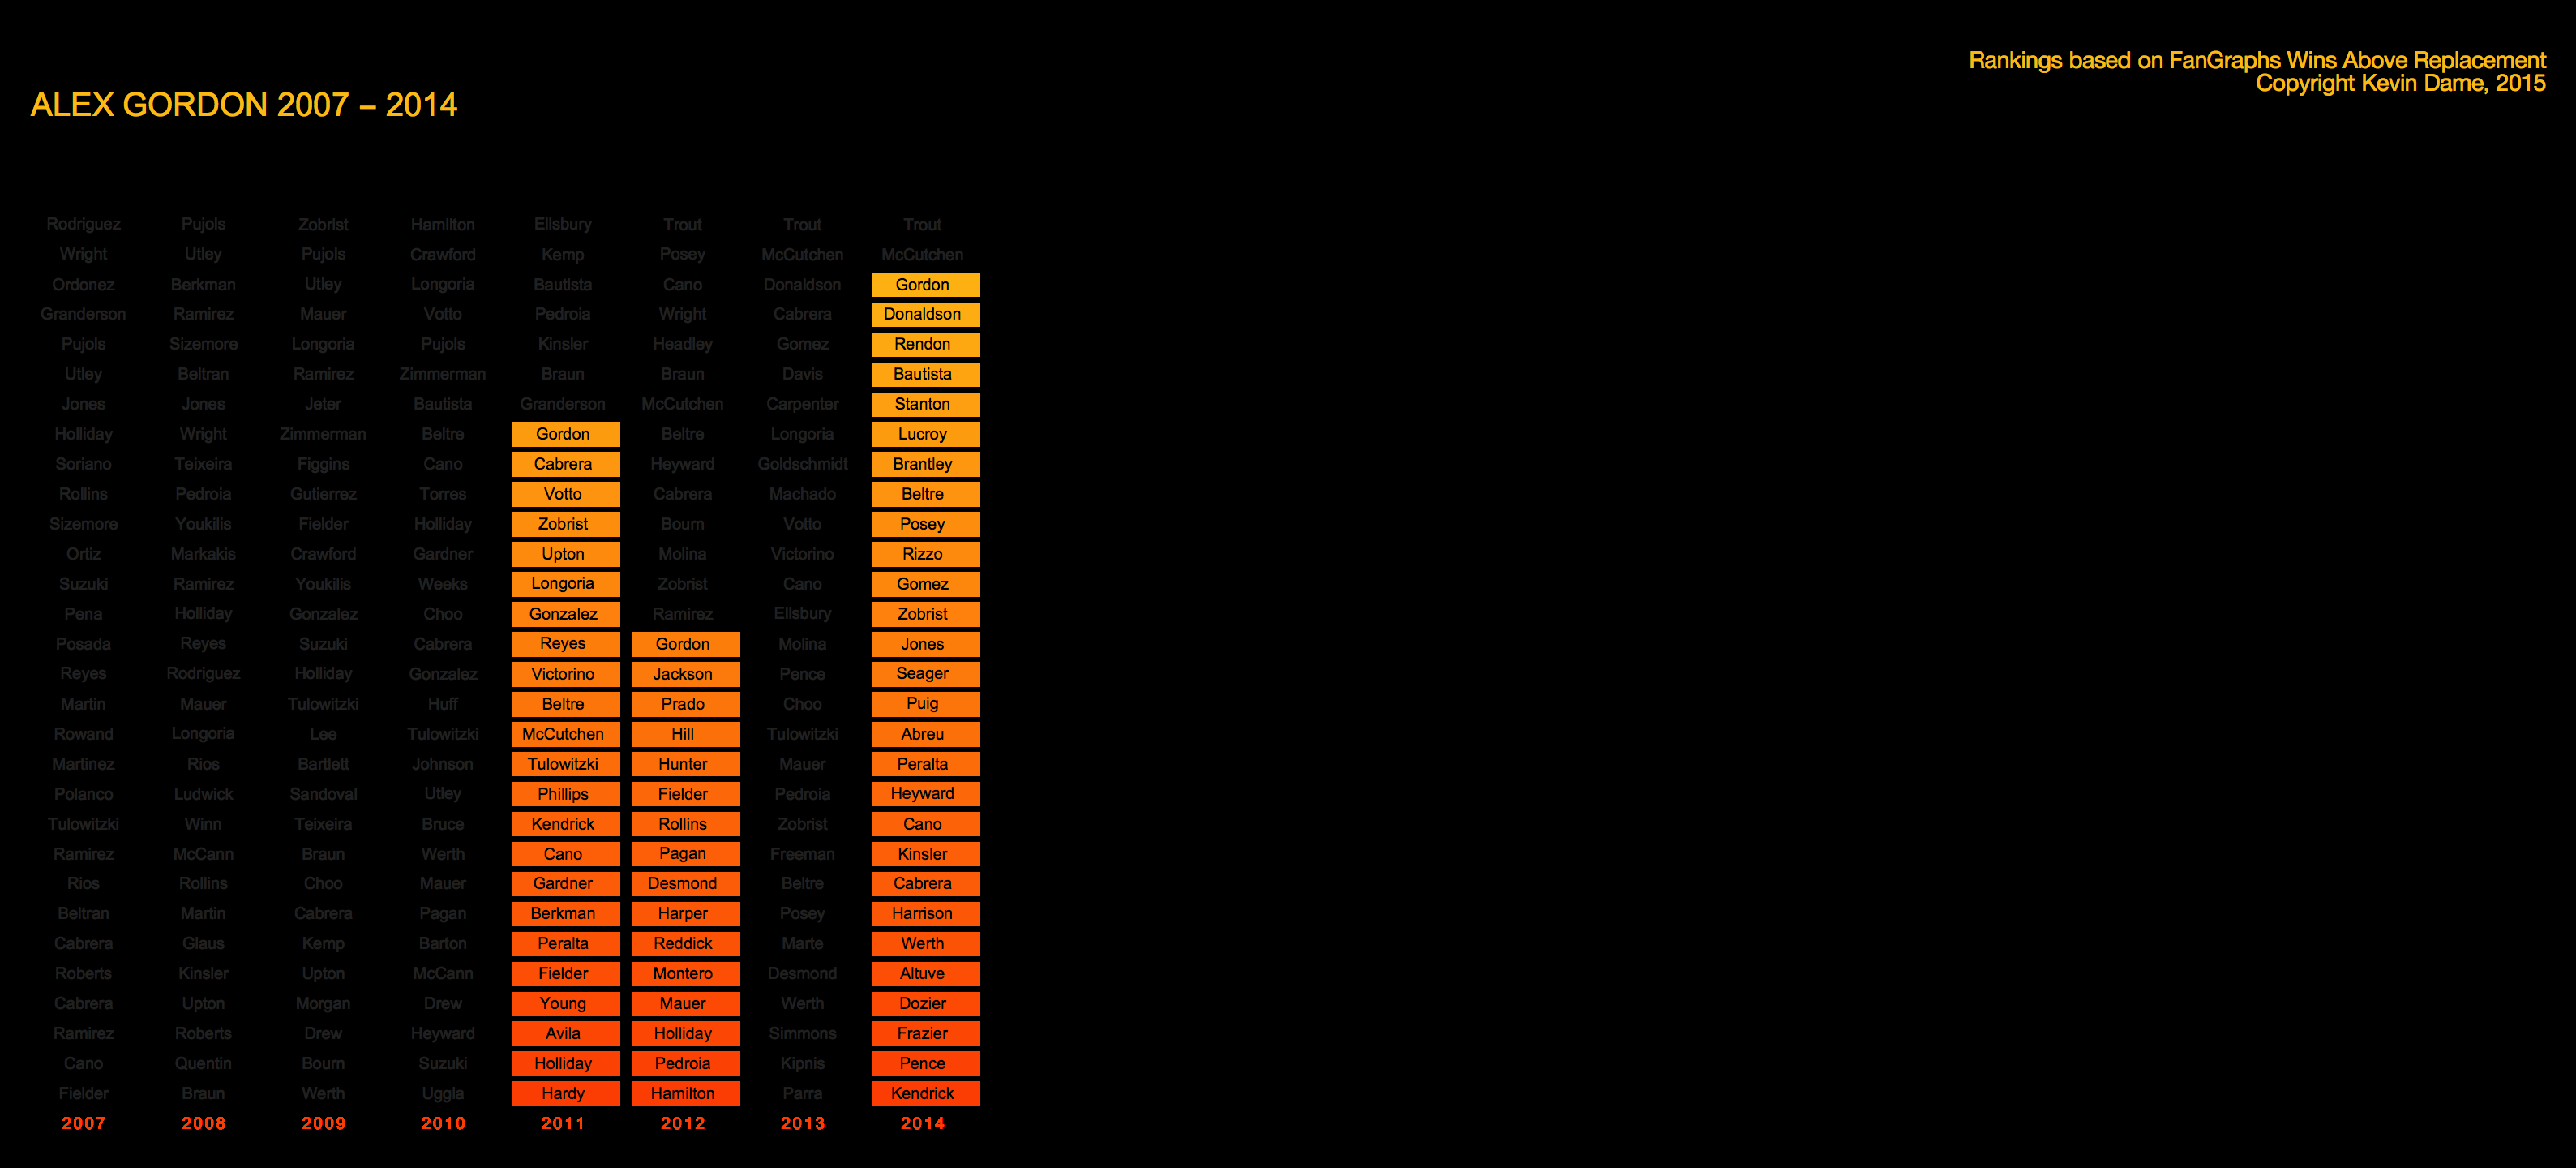 Rankings based on FanGraphs Wins Above Replacement
Copyright Kevin Dame, 2015
ALEX GORDON 2007 – 2014
Rodriguez Pujols Zobrist Hamilton Ellsbury Trout Trout Trout
Wright Utley Pujols Crawford Kemp Posey McCutchen McCutchen
Ordonez Berkman Utley Longoria Bautista Cano Donaldson Gordon
Granderson Ramirez Mauer Votto Pedroia Wright Cabrera Donaldson
Pujols Sizemore Longoria Pujols Kinsler Headley Gomez Rendon
Utley Beltran Ramirez Zimmerman Braun Braun Davis Bautista
Jones Jones Jeter Bautista Granderson McCutchen Carpenter Stanton
Holliday Wright Zimmerman Beltre Gordon Beltre Longoria Lucroy
Soriano Teixeira Figgins Cano Cabrera Heyward Goldschmidt Brantley
Rollins Pedroia Gutierrez Torres Votto Cabrera Machado Beltre
Sizemore Youkilis Fielder Holliday Zobrist Bourn Votto Posey
Ortiz Markakis Crawford Gardner Upton Molina Victorino Rizzo
Suzuki Ramirez Youkilis Weeks Longoria Zobrist Cano Gomez
Pena Holliday Gonzalez Choo Gonzalez Ramirez Ellsbury Zobrist
Posada Reyes Suzuki Cabrera Reyes Gordon Molina Jones
Reyes Rodriguez Holliday Gonzalez Victorino Jackson Pence Seager
Martin Mauer Tulowitzki Huff Beltre Prado Choo Puig
Rowand Longoria Lee Tulowitzki McCutchen Hill Tulowitzki Abreu
Martinez Rios Bartlett Johnson Tulowitzki Hunter Mauer Peralta
Polanco Ludwick Sandoval Utley Phillips Fielder Pedroia Heyward
Tulowitzki Winn Teixeira Bruce Kendrick Rollins Zobrist Cano
Ramirez McCann Braun Werth Cano Pagan Freeman Kinsler
Rios Rollins Choo Mauer Gardner Desmond Beltre Cabrera
Beltran Martin Cabrera Pagan Berkman Harper Posey Harrison
Cabrera Glaus Kemp Barton Peralta Reddick Marte Werth
Roberts Kinsler Upton McCann Fielder Montero Desmond Altuve
Cabrera Upton Morgan Drew Young Mauer Werth Dozier
Ramirez Roberts Drew Heyward Avila Holliday Simmons Frazier
Cano Quentin Bourn Suzuki Holliday Pedroia Kipnis Pence
Fielder Braun Werth Uggla Hardy Hamilton Parra Kendrick
2007 2008 2009 2010 2011 2012 2013 2014